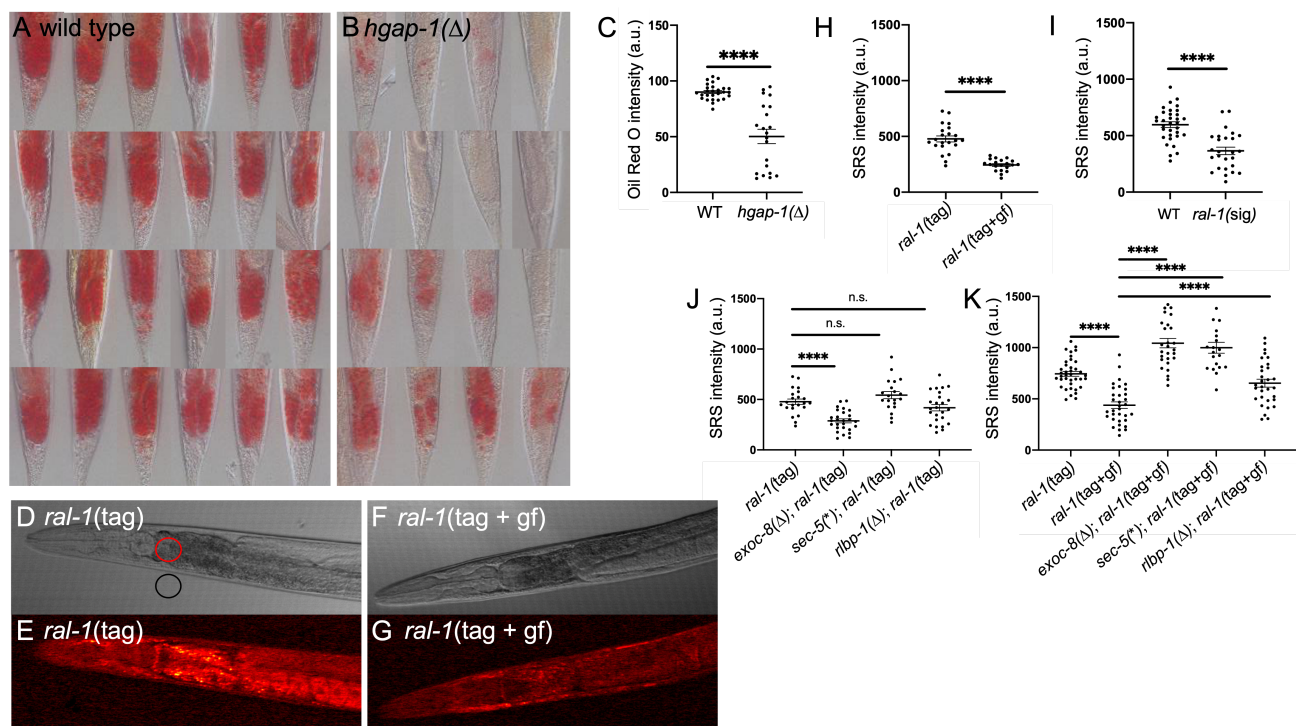 A wild type
B hgap-1(Δ)
C
Oil Red O intensity (a.u.)
150
100
50
0
****
WT
hgap-1(Δ)
H
SRS intensity (a.u.)
1500
1000
500
0
****
ral-1(tag)
ral-1(tag+gf)
I
SRS intensity (a.u.)
1500
1000
500
0
****
WT
ral-1(sig)
D ral-1(tag)
F ral-1(tag + gf)
E ral-1(tag)
G ral-1(tag + gf)
J
SRS intensity (a.u.)
1500
1000
500
0
n.s.
n.s.
****
ral-1(tag)
exoc-8(Δ); ral-1(tag)
sec-5(*); ral-1(tag)
rlbp-1(Δ); ral-1(tag)
K
SRS intensity (a.u.)
1500
1000
500
0
****
****
****
****
ral-1(tag)
ral-1(tag+gf)
exoc-8(Δ); ral-1(tag+gf)
sec-5(*); ral-1(tag+gf)
rlbp-1(Δ); ral-1(tag+gf)